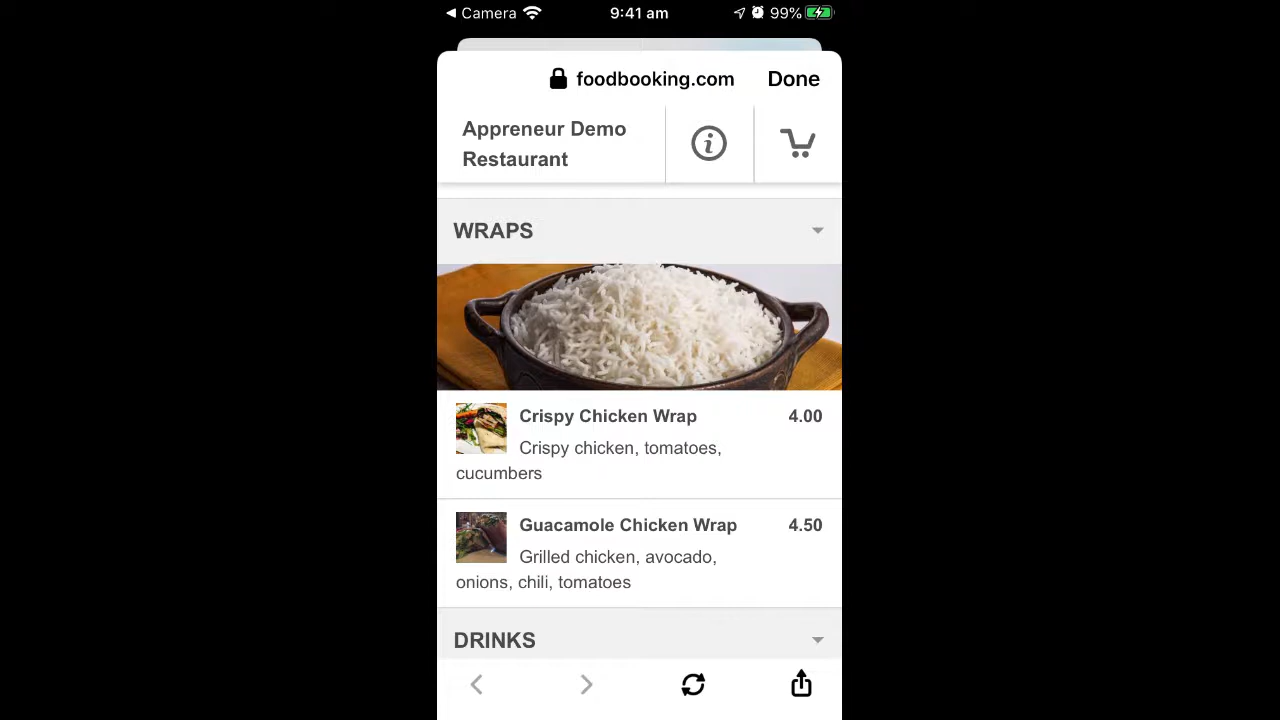 Camera 9:41 am 99%
foodbooking.com Done
Appreneur Demo
Restaurant
WRAPS
Crispy Chicken Wrap 4.00
Crispy chicken, tomatoes,
cucumbers
Guacamole Chicken Wrap 4.50
Grilled chicken, avocado,
onions, chili, tomatoes
DRINKS